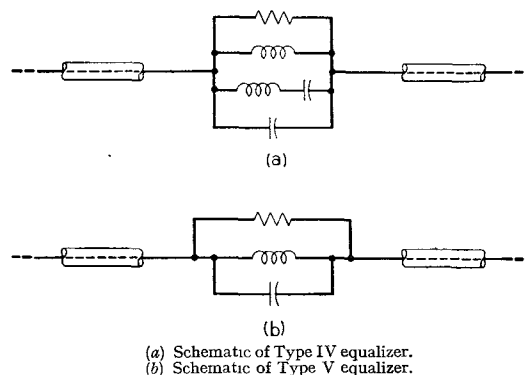 (a)
(b)
(a) Schematic of Type IV equalizer.
(b) Schematic of Type V equalizer.